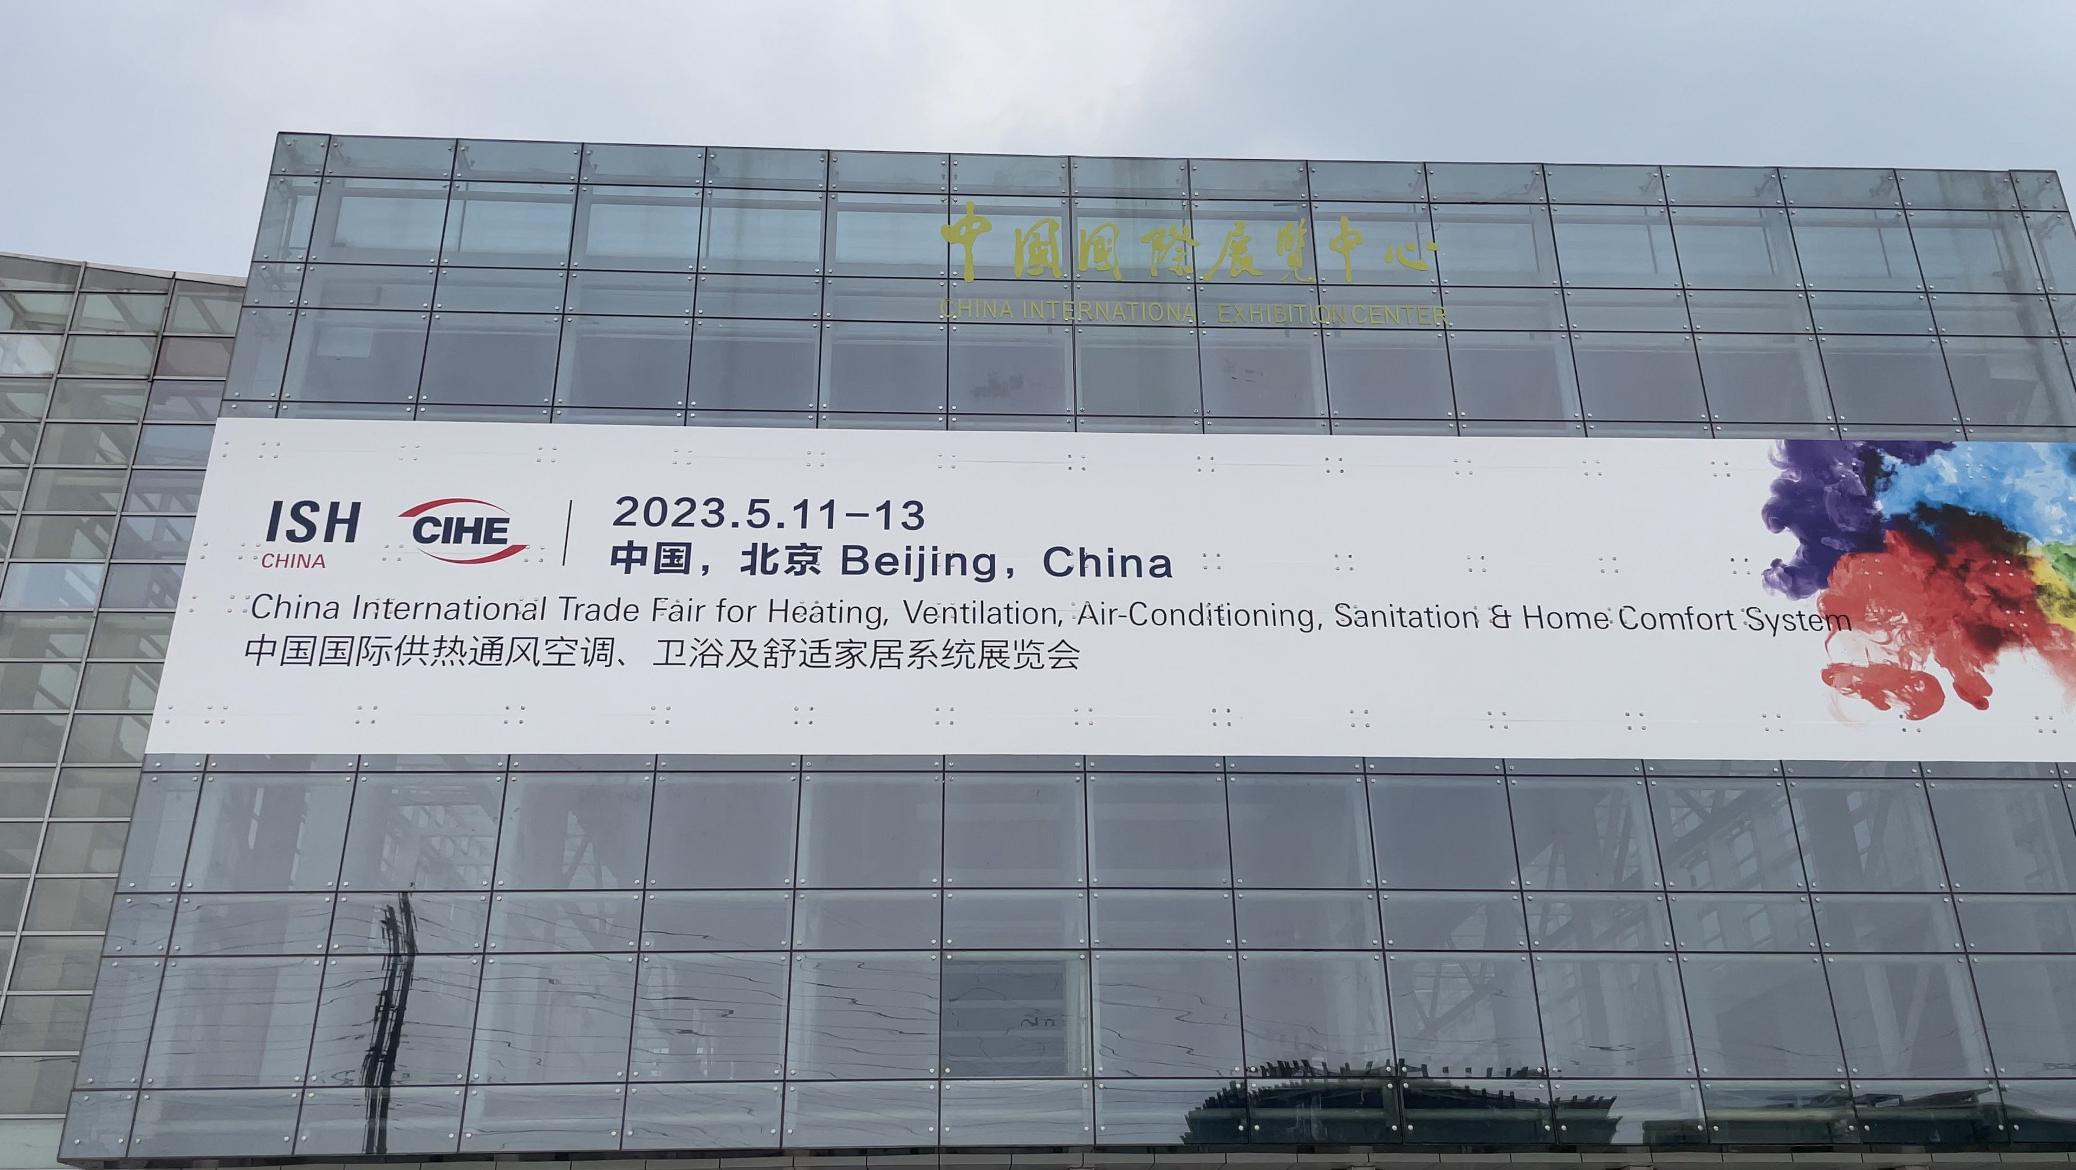 中国国際展览中心
CHINA INTERNATIONAL EXHIBITION CENTER
ISH
CHINA
CIHE
2023.5.11-13
中国，北京 Beijing, China
China International Trade Fair for Heating, Ventilation, Air-Conditioning, Sanitation & Home Comfort System
中国国际供热通风空调、卫浴及舒适家居系统展览会